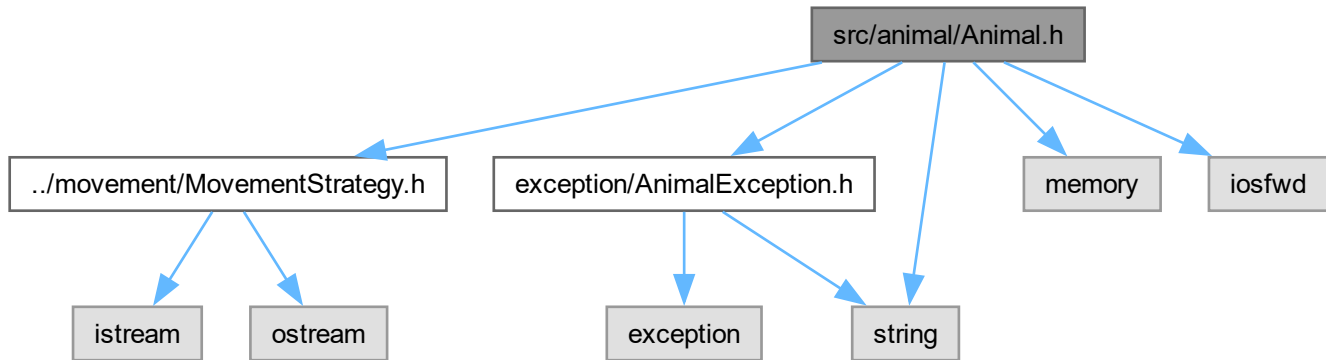 src/animal/Animal.h
../movement/MovementStrategy.h
exception/AnimalException.h
memory
iosfwd
istream
ostream
exception
string